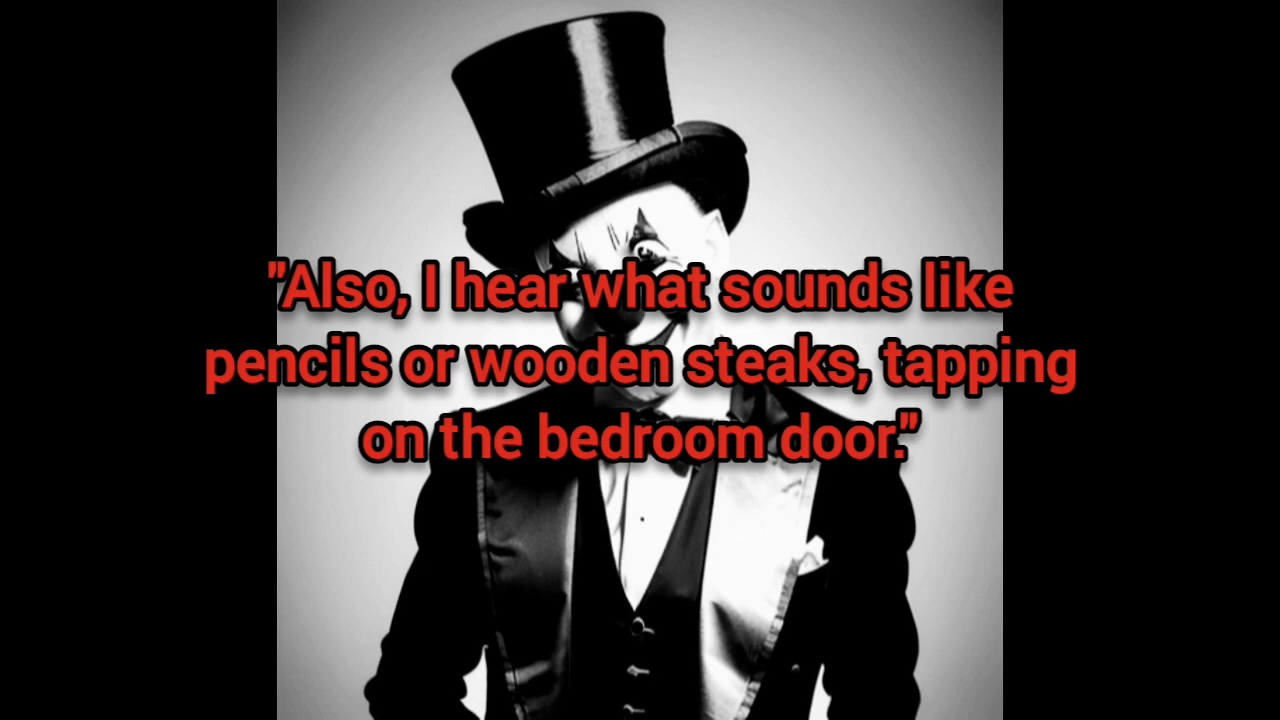 "Also, I hear what sounds like
pencils or wooden steaks, tapping
on the bedroom door."